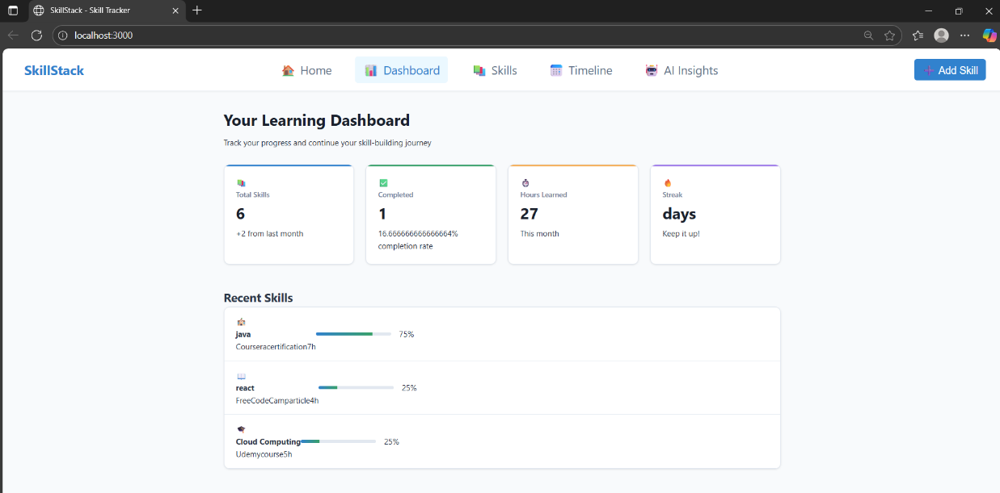 SkillStack - Skill Tracker
localhost:3000
SkillStack
Home
Dashboard
Skills
Timeline
AI Insights
Add Skill
Your Learning Dashboard
Track your progress and continue your skill-building journey
Total Skills
6
+2 from last month
Completed
1
16.666666666666664%
completion rate
Hours Learned
27
This month
Streak
days
Keep it up!
Recent Skills
java
75%
Courseracertification7h
react
25%
FreeCodeCamparticle4h
Cloud Computing
25%
Udemycourse5h